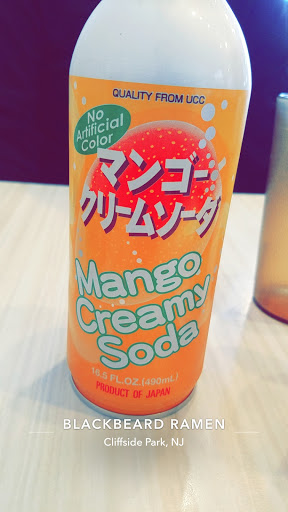 QUALITY FROM UCC
No
Artificial
Color
マンゴー
クリームソーダ
Mango
Creamy
Soda
16.5 FL.OZ.(490mL)
PRODUCT OF JAPAN
BLACKBEARD RAMEN
Cliffside Park, NJ